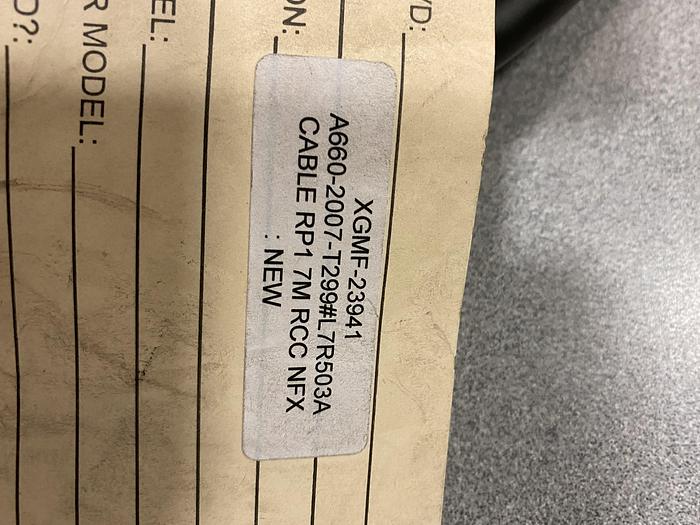 XGMF-23941
A660-2007-T299#L7R503A
CABLE RP1 7M RCC NFX
: NEW
YD:
ON:
EL:
R MODEL:
D?: